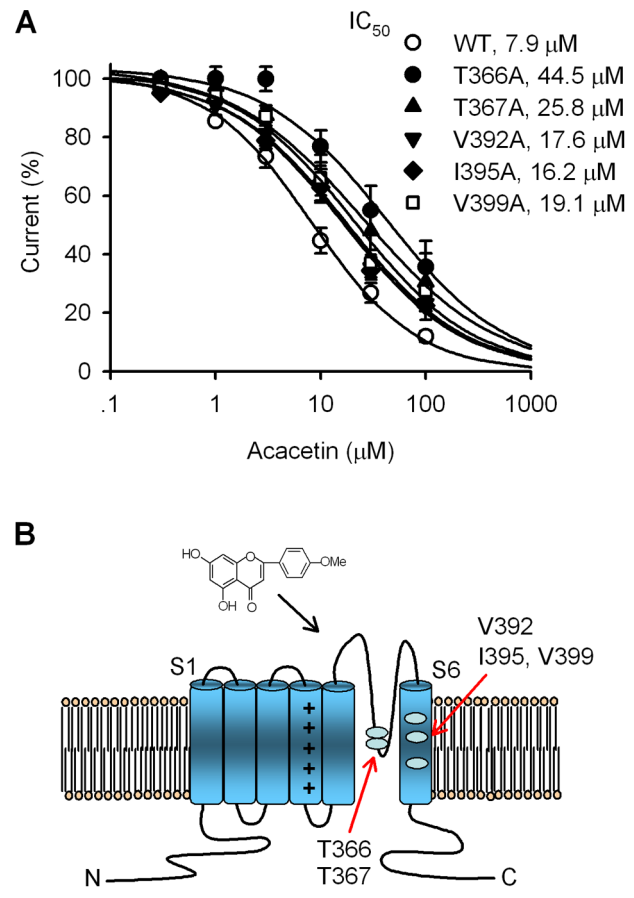 A
IC50
WT, 7.9 μM
T366A, 44.5 μM
T367A, 25.8 μM
V392A, 17.6 μM
I395A, 16.2 μM
V399A, 19.1 μM
Current (%)
100
80
60
40
20
0
.1 1 10 100 1000
Acacetin (μM)
B
HO
O
OMe
OH O
V392
I395, V399
S1
S6
+
+
+
+
+
T366
T367
N
C